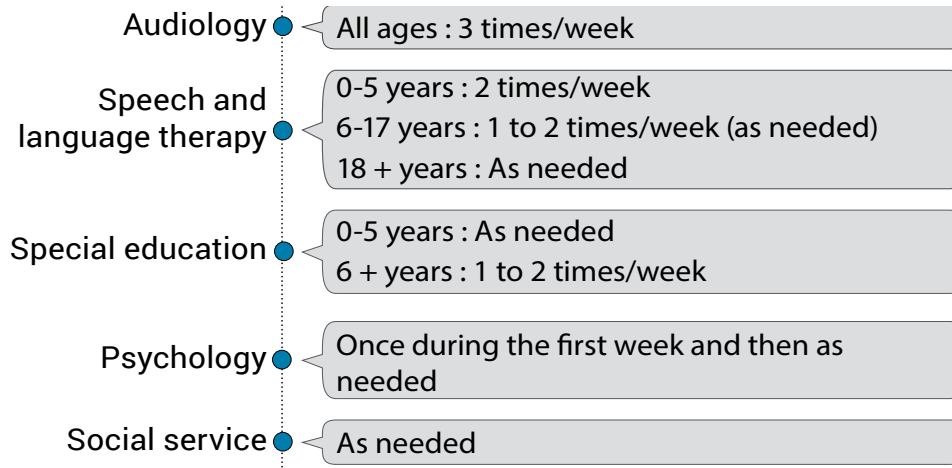 Audiology
All ages : 3 times/week
Speech and
language therapy
0-5 years : 2 times/week
6-17 years : 1 to 2 times/week (as needed)
18 + years : As needed
Special education
0-5 years : As needed
6 + years : 1 to 2 times/week
Psychology
Once during the first week and then as
needed
Social service
As needed